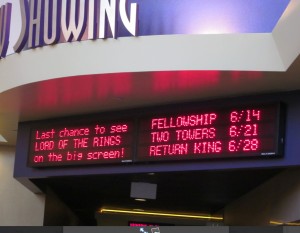 SHOWING
Last chance to see
LORD OF THE RINGS
on the big screen!
FELLOWSHIP 6/14
TWO TOWERS 6/21
RETURN KING 6/28